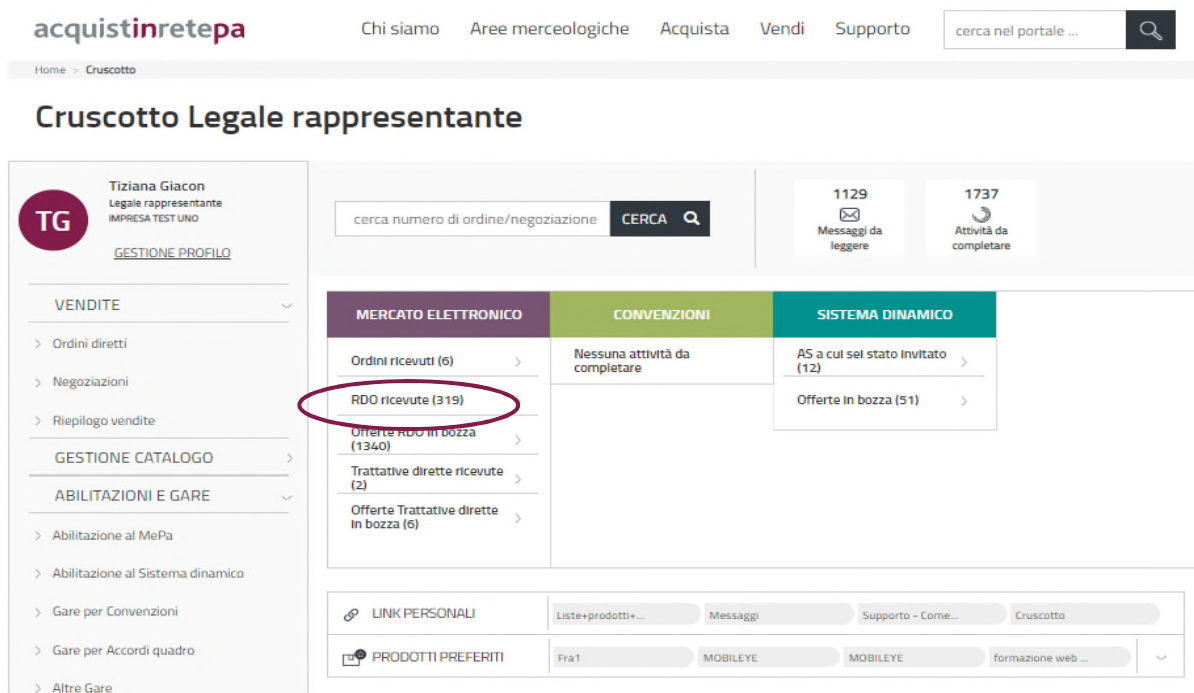 acquistinretepa
Chi siamo Aree merceologiche Acquista Vendi Supporto
cerca nel portale ...
Home > Cruscotto
Cruscotto Legale rappresentante
TG
Tiziana Giacon
Legale rappresentante
IMPRESA TEST UNO
GESTIONE PROFILO
VENDITE
> Ordini diretti
> Negoziazioni
> Riepilogo vendite
GESTIONE CATALOGO
ABILITAZIONI E GARE
> Abilitazione al MePa
> Abilitazione al Sistema dinamico
> Gare per Convenzioni
> Gare per Accordi quadro
> Altre Gare
cerca numero di ordine/negoziazione CERCA
1129
Messaggi da
leggere
1737
Attività da
completare
MERCATO ELETTRONICO
Ordini ricevuti (6)
RDO ricevute (319)
Offerte RDO in bozza
(1340)
Trattative dirette ricevute
(2)
Offerte Trattative dirette
in bozza (6)
CONVENZIONI
Nessuna attività da
completare
SISTEMA DINAMICO
AS a cui sei stato invitato
(12)
Offerte in bozza (51)
LINK PERSONALI Liste+prodotti+... Messaggi Supporto - Come... Cruscotto
PRODOTTI PREFERITI Fra1 MOBILEYE MOBILEYE formazione web ...